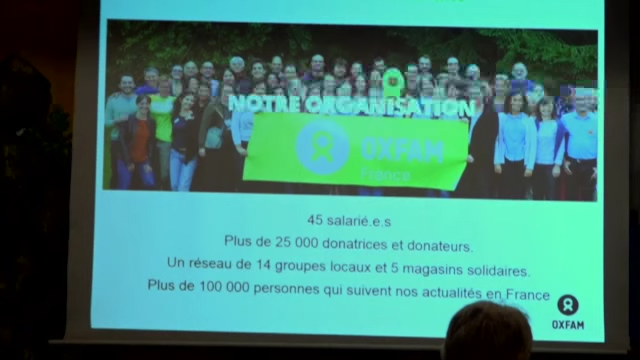 NOTRE ORGANISATION
OXFAM
France
45 salarié.e.s
Plus de 25 000 donatrices et donateurs.
Un réseau de 14 groupes locaux et 5 magasins solidaires.
Plus de 100 000 personnes qui suivent nos actualités en France
OXFAM